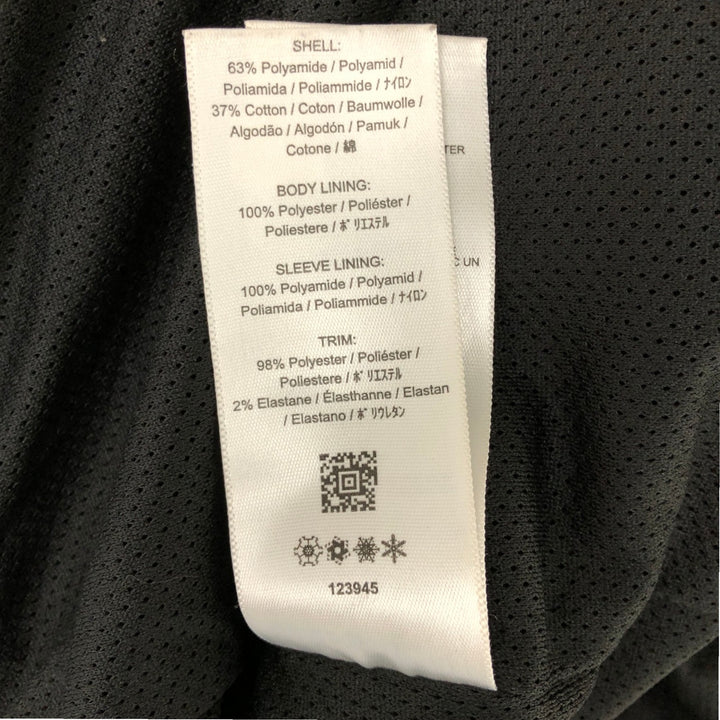 SHELL:
63% Polyamide / Polyamid /
Poliamida / Poliammide / ﾅｲﾛﾝ
37% Cotton / Coton / Baumwolle /
Algodão / Algodón / Pamuk /
Cotone / 綿
BODY LINING:
100% Polyester / Poliéster /
Poliestere / ﾎﾟﾘｴｽﾃﾙ
SLEEVE LINING:
100% Polyamide / Polyamid /
Poliamida / Poliammide / ﾅｲﾛﾝ
TRIM:
98% Polyester / Poliéster /
Poliestere / ﾎﾟﾘｴｽﾃﾙ
2% Elastane / Élasthanne / Elastan
/ Elastano / ﾎﾟﾘｳﾚﾀﾝ
123945
TER
C UN